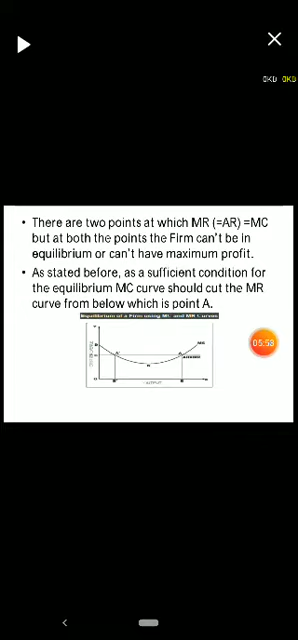 0KB 0KB
• There are two points at which MR (=AR) =MC
but at both the points the Firm can't be in
equilibrium or can't have maximum profit.
• As stated before, as a sufficient condition for
the equilibrium MC curve should cut the MR
curve from below which is point A.
Equilibrium of a Firm using MC and MR Curves
05:53